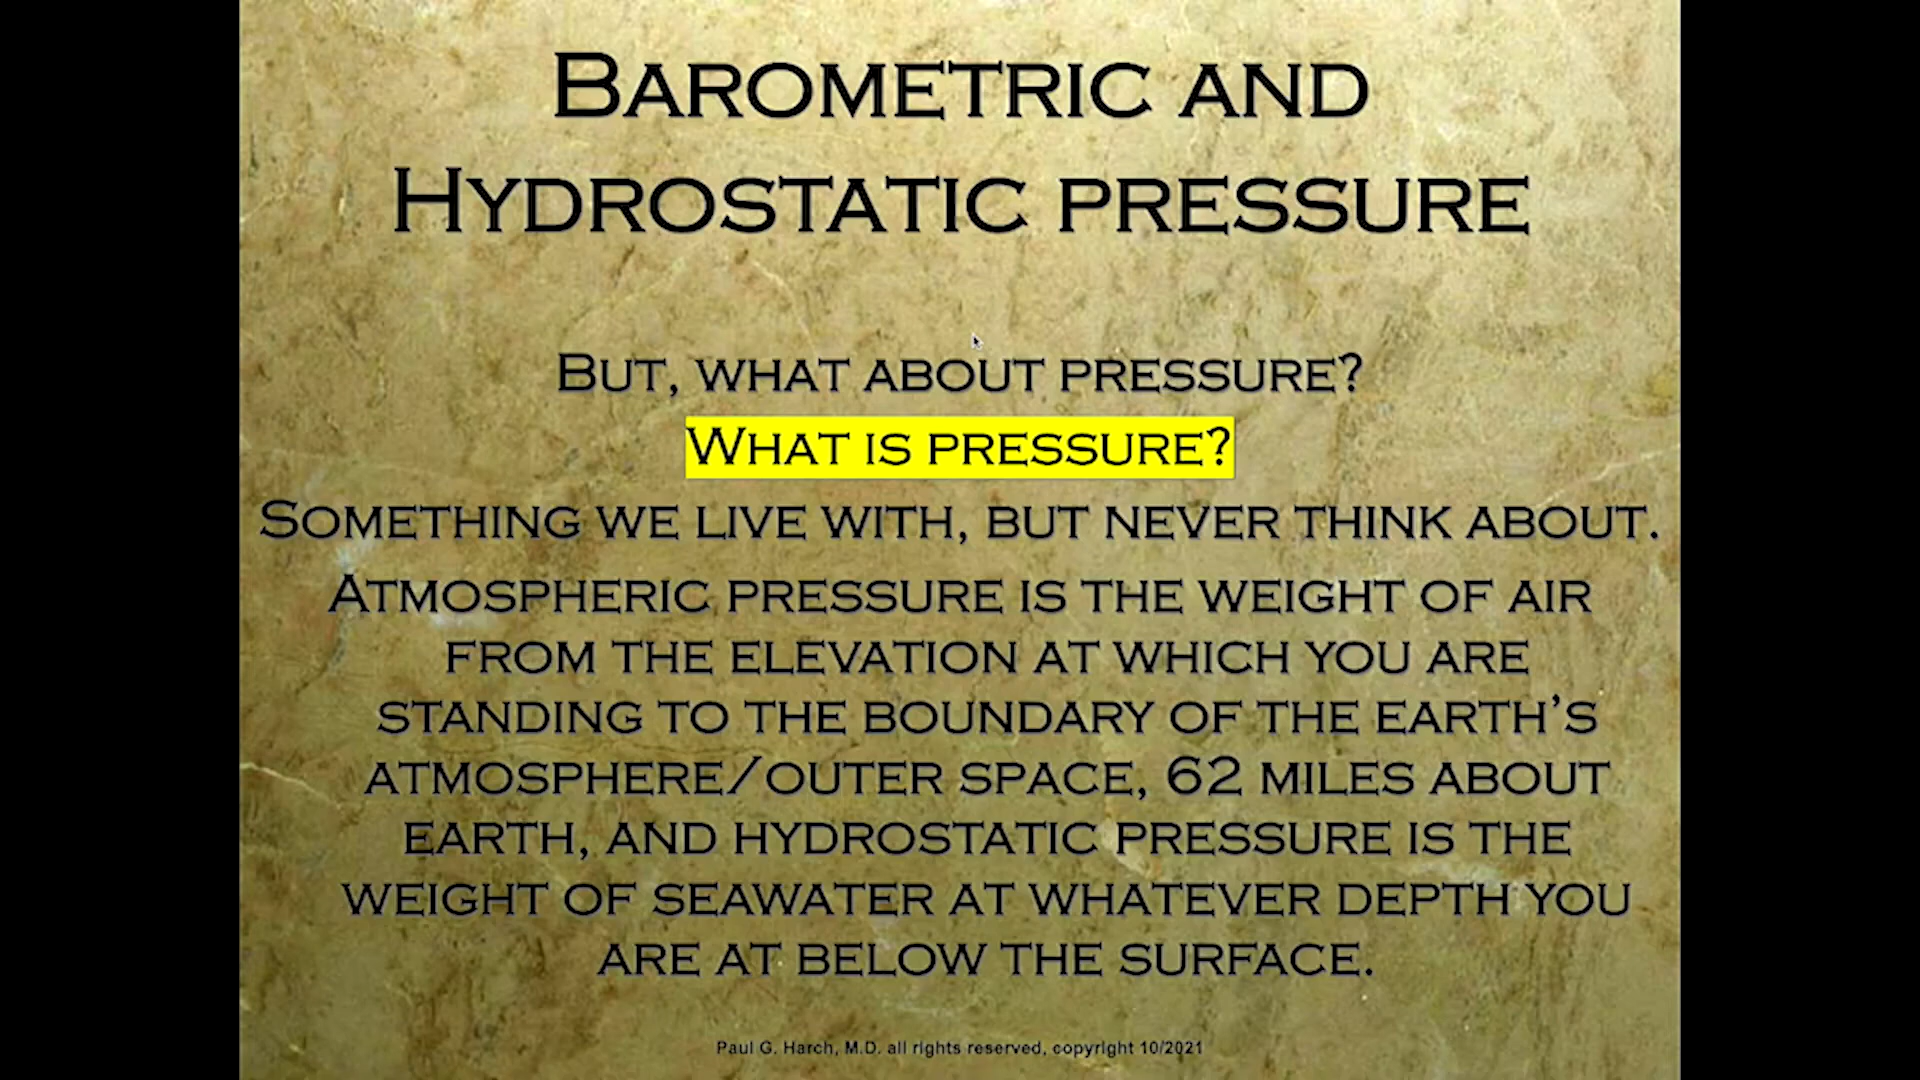 Barometric and
Hydrostatic pressure
But, what about pressure?
What is pressure?
Something we live with, but never think about.
Atmospheric pressure is the weight of air
from the elevation at which you are
standing to the boundary of the earth’s
atmosphere/outer space, 62 miles about
earth, and hydrostatic pressure is the
weight of seawater at whatever depth you
are at below the surface.
Paul G. Harch, M.D. all rights reserved, copyright 10/2021